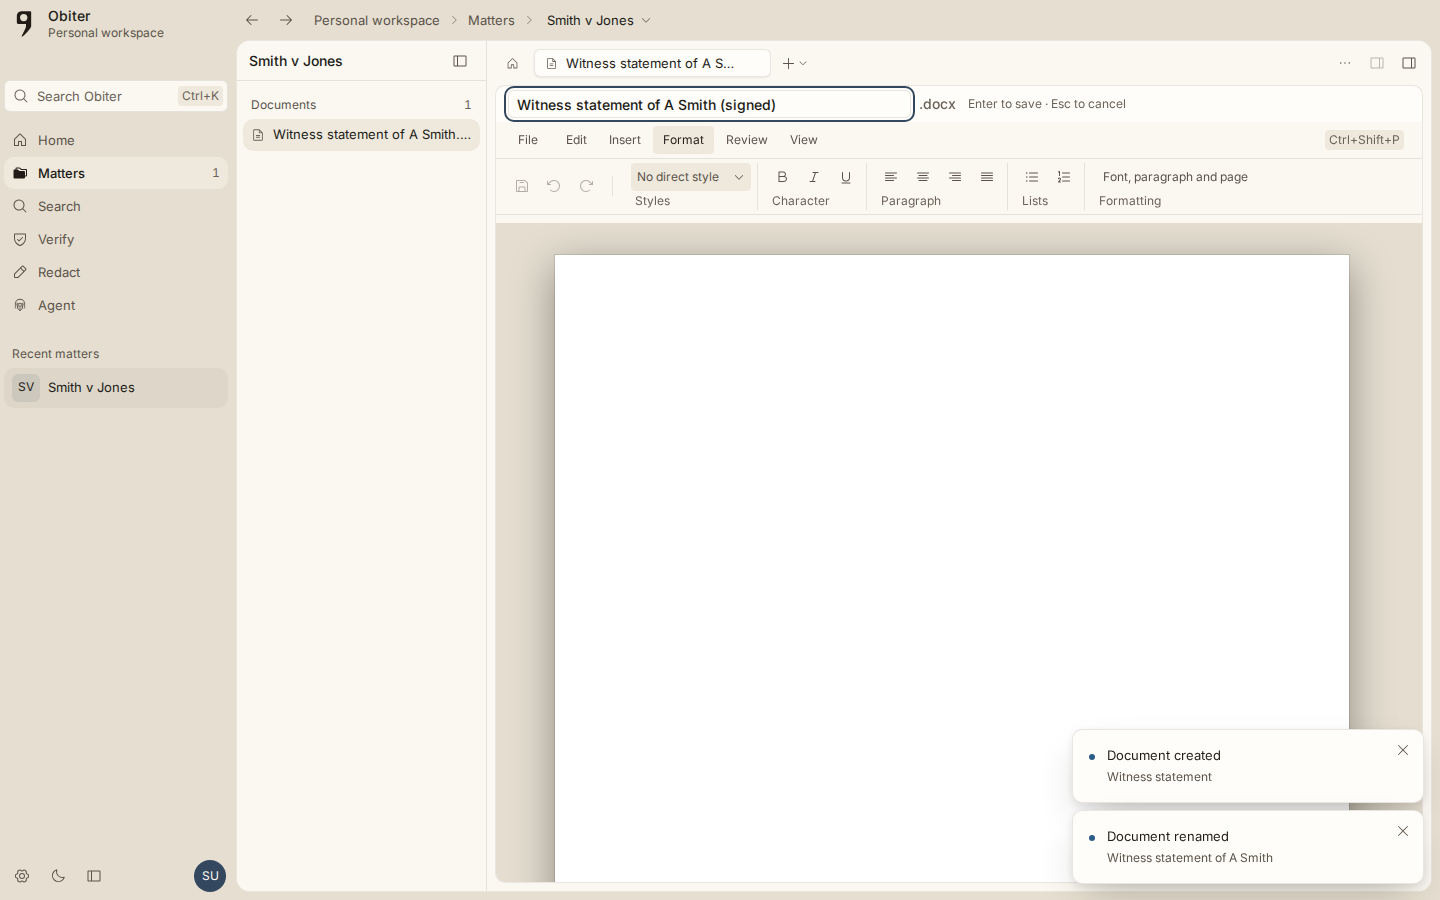 Obiter
Personal workspace
Search Obiter
Ctrl+K
Home
Matters
1
Search
Verify
Redact
Agent
Recent matters
SV
Smith v Jones
SU
Personal workspace
Matters
Smith v Jones
Smith v Jones
Documents
1
Witness statement of A Smith....
Witness statement of A S...
Witness statement of A Smith (signed)
.docx
Enter to save · Esc to cancel
File
Edit
Insert
Format
Review
View
Ctrl+Shift+P
No direct style
Styles
B
I
U
Character
Paragraph
Lists
Font, paragraph and page
Formatting
Document created
Witness statement
Document renamed
Witness statement of A Smith